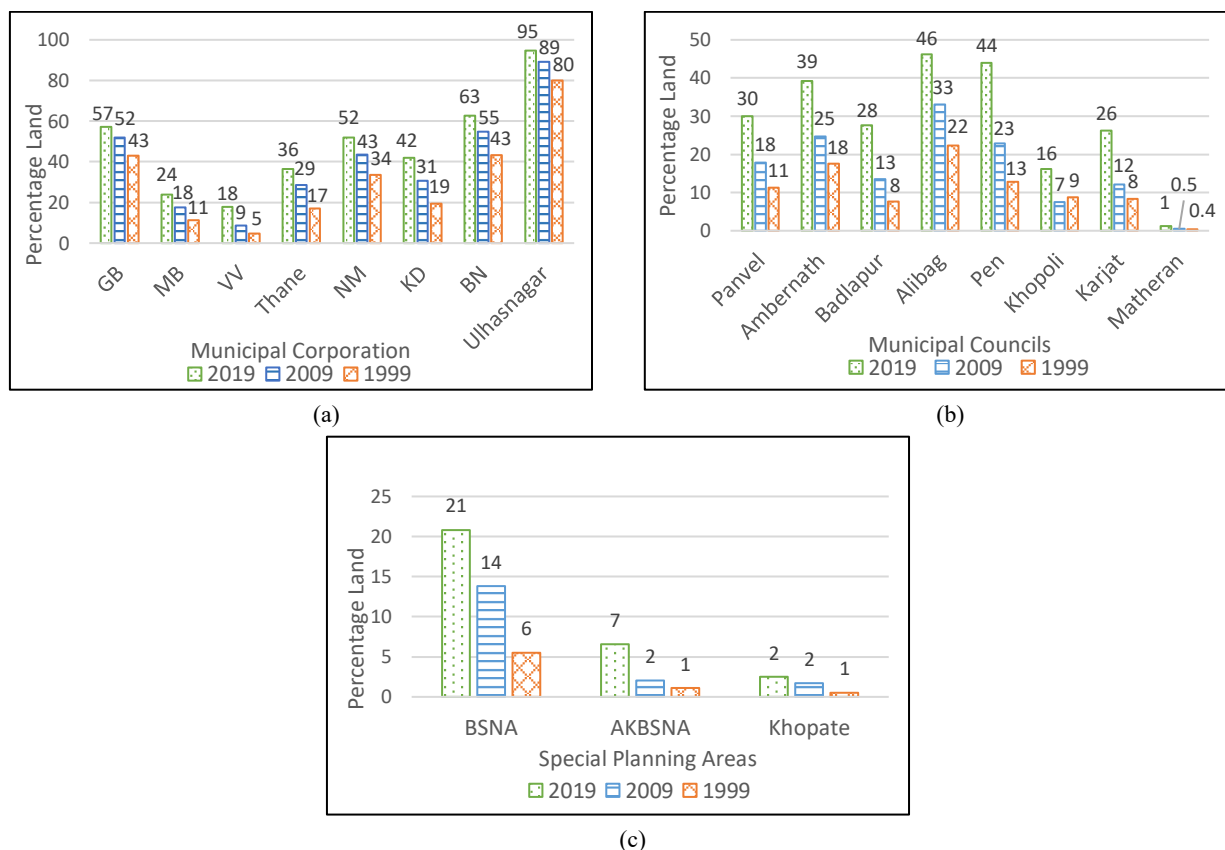 Percentage Land
100
80
60
40
20
0
57 52 43
24 18 11
18 9 5
36 29 17
52 43 34
42 31 19
63 55 43
95 89 80
GB MB VV Thane NM KD BN Ulhasnagar
Municipal Corporation
2019 2009 1999
(a)
Percentage Land
50
40
30
20
10
0
30 18 11
39 25 18
28 13 8
46 33 22
44 23 13
16 7 9
26 12 8
1 0.5 0.4
Panvel Ambernath Badlapur Alibag Pen Khopoli Karjat Matheran
Municipal Councils
2019 2009 1999
(b)
Percentage Land
25
20
15
10
5
0
21 14 6
7 2 1
2 2 1
BSNA AKBSNA Khopate
Special Planning Areas
2019 2009 1999
(c)